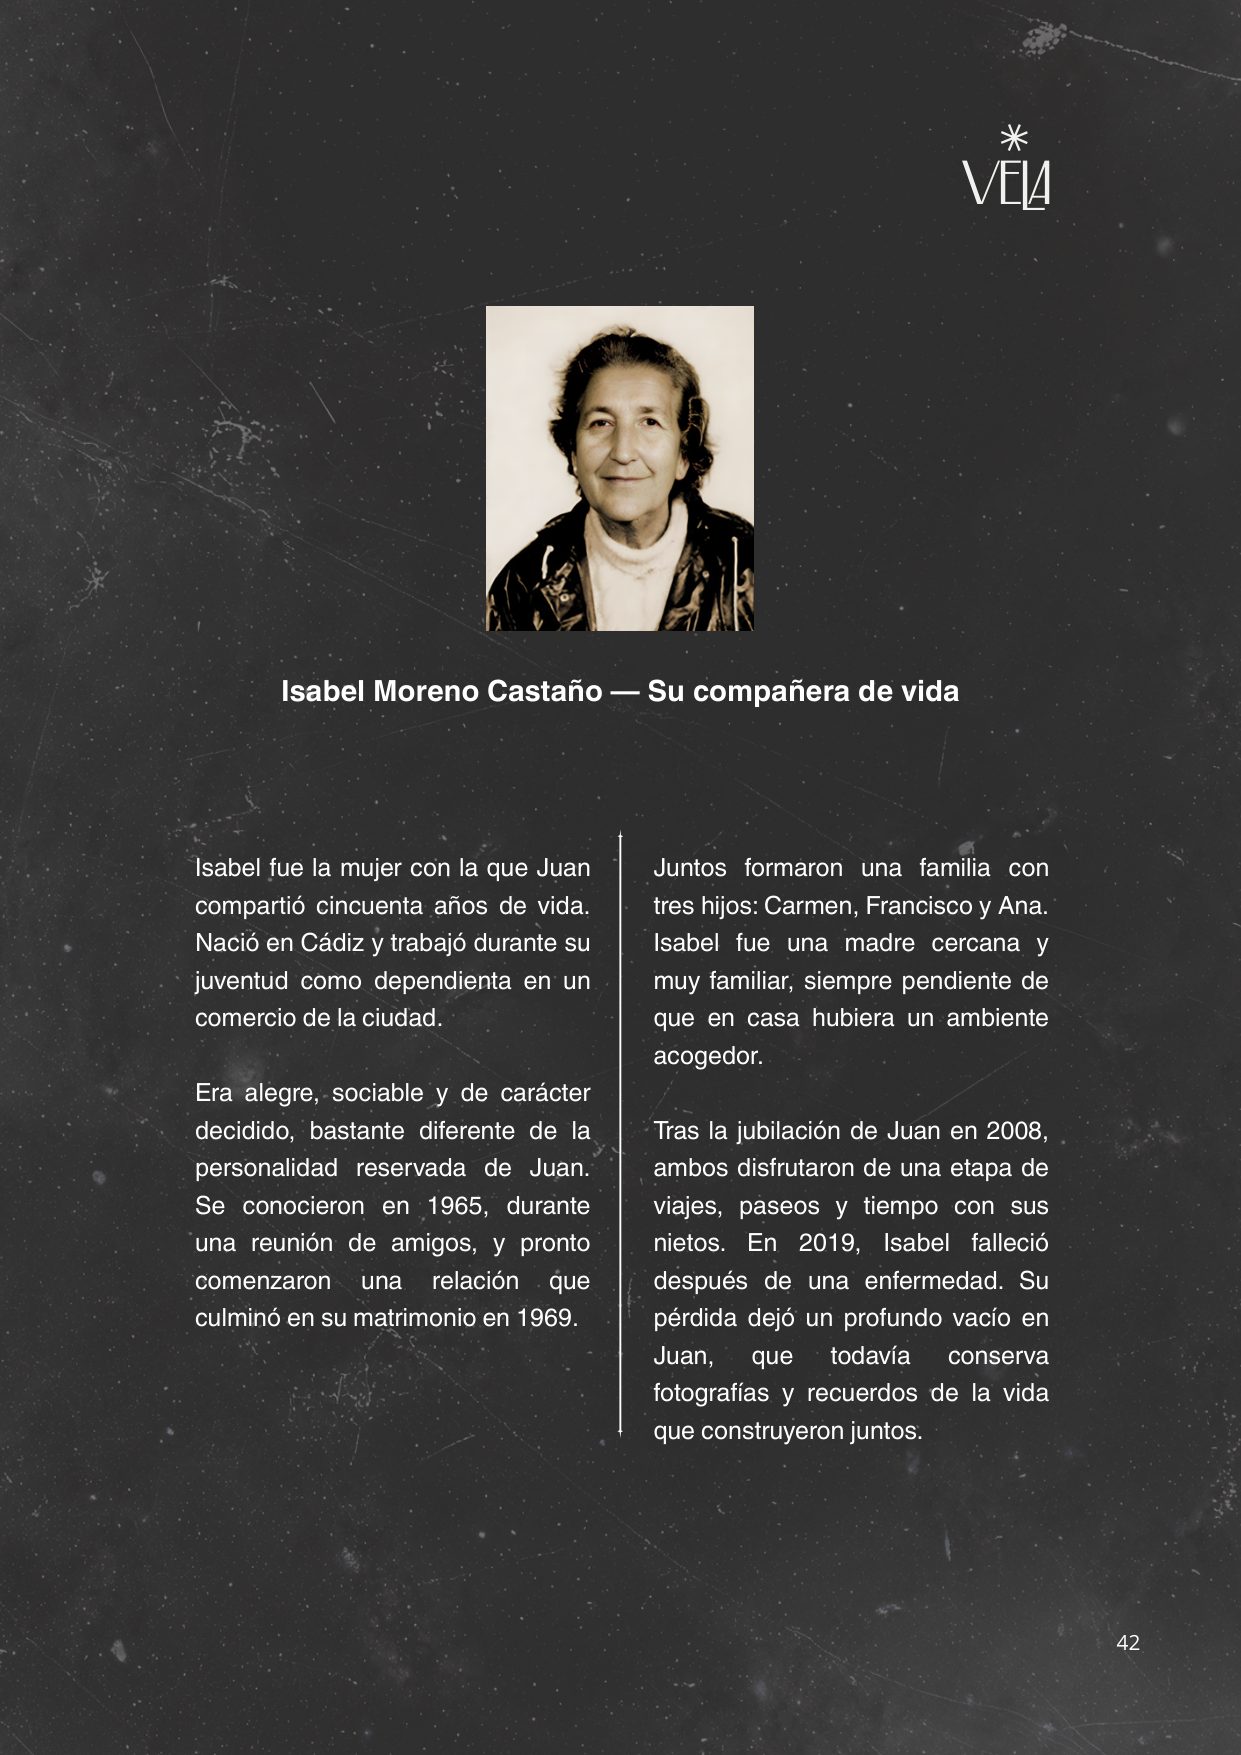 VELA
Isabel Moreno Castaño — Su compañera de vida
Isabel fue la mujer con la que Juan
compartió cincuenta años de vida.
Nació en Cádiz y trabajó durante su
juventud como dependienta en un
comercio de la ciudad.
Era alegre, sociable y de carácter
decidido, bastante diferente de la
personalidad reservada de Juan.
Se conocieron en 1965, durante
una reunión de amigos, y pronto
comenzaron una relación que
culminó en su matrimonio en 1969.
Juntos formaron una familia con
tres hijos: Carmen, Francisco y Ana.
Isabel fue una madre cercana y
muy familiar, siempre pendiente de
que en casa hubiera un ambiente
acogedor.
Tras la jubilación de Juan en 2008,
ambos disfrutaron de una etapa de
viajes, paseos y tiempo con sus
nietos. En 2019, Isabel falleció
después de una enfermedad. Su
pérdida dejó un profundo vacío en
Juan, que todavía conserva
fotografías y recuerdos de la vida
que construyeron juntos.
42